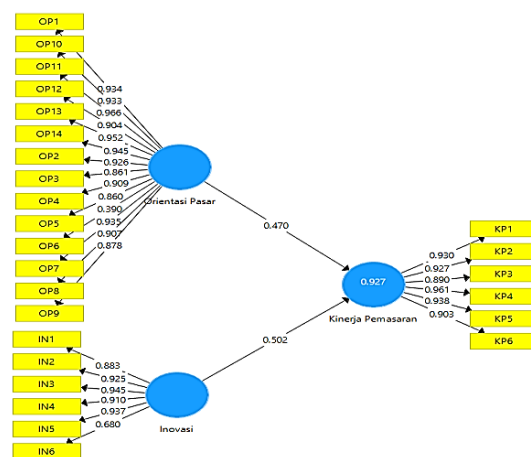 OP1
OP10
OP11
OP12
OP13
OP14
OP2
OP3
OP4
OP5
OP6
OP7
OP8
OP9
0.934
0.933
0.966
0.904
0.952
0.945
0.926
0.861
0.909
0.860
0.390
0.935
0.907
0.878
Orientasi Pasar
0.470
0.502
0.927
Kinerja Pemasaran
0.930
0.927
0.890
0.961
0.938
0.903
KP1
KP2
KP3
KP4
KP5
KP6
IN1
IN2
IN3
IN4
IN5
IN6
0.883
0.925
0.945
0.910
0.937
0.680
Inovasi